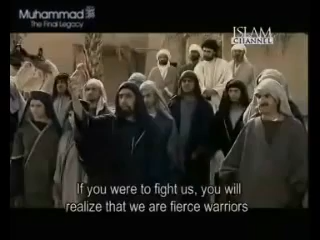 Muhammad
The Final Legacy
ISLAM
CHANNEL
If you were to fight us, you will
realize that we are fierce warriors